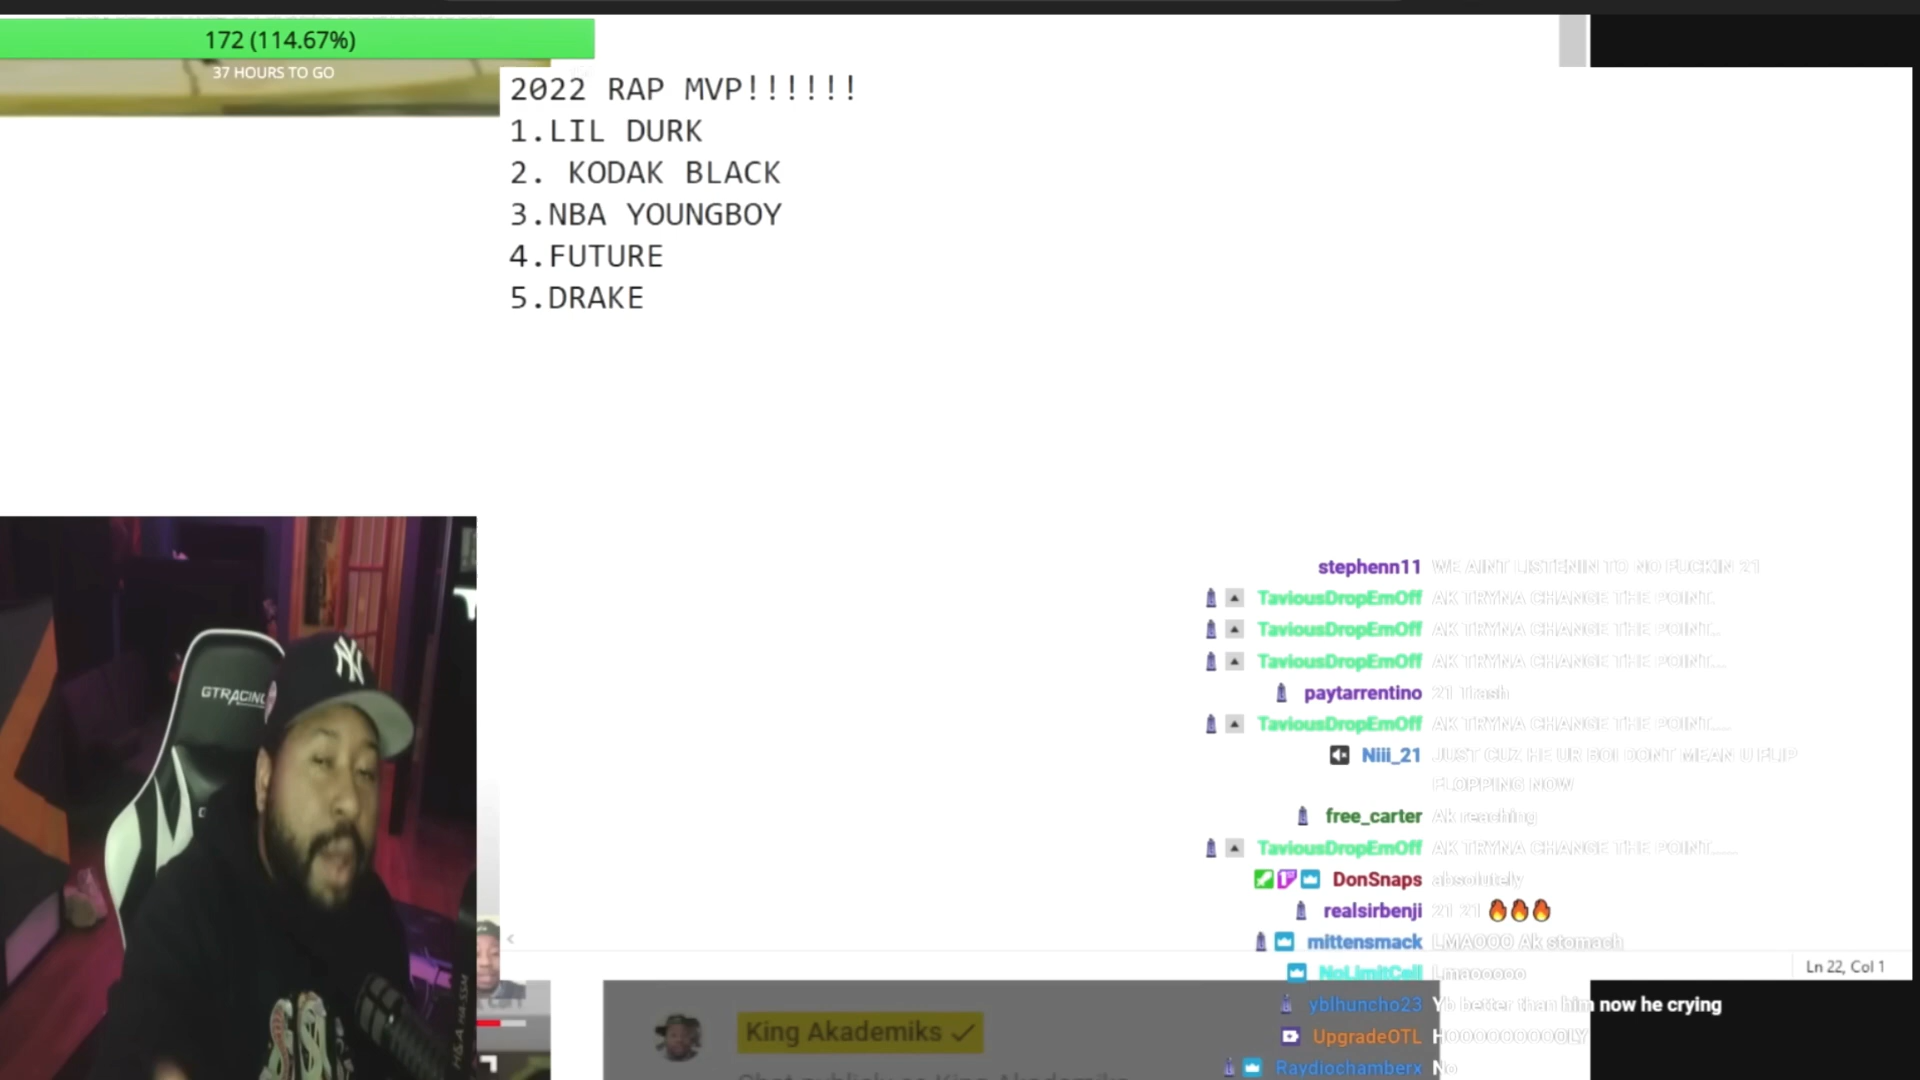 172 (114.67%)
37 HOURS TO GO
2022 RAP MVP!!!!!!
1.LIL DURK
2. KODAK BLACK
3.NBA YOUNGBOY
4.FUTURE
5.DRAKE
GTRACING
NY
stephenn11 WE AINT LISTENIN TO NO FUCKIN 21
TaviousDropEmOff AK TRYNA CHANGE THE POINT.
TaviousDropEmOff AK TRYNA CHANGE THE POINT..
TaviousDropEmOff AK TRYNA CHANGE THE POINT...
paytarrentino 21 Trash
TaviousDropEmOff AK TRYNA CHANGE THE POINT....
Niii_21 JUST CUZ HE UR BOI DONT MEAN U FLIP
FLOPPING NOW
free_carter Ak reaching
TaviousDropEmOff AK TRYNA CHANGE THE POINT.....
DonSnaps absolutely
realsirbenji 21 21 🔥🔥🔥
mittensmack LMAOOO Ak stomach
NoLimitCell Lmaooooo
Ln 22, Col 1
yblhuncho23 Yb better than him now he crying
King Akademiks ✓
UpgradeOTL HOOOOOOOOOLY
Raydiochamberx No